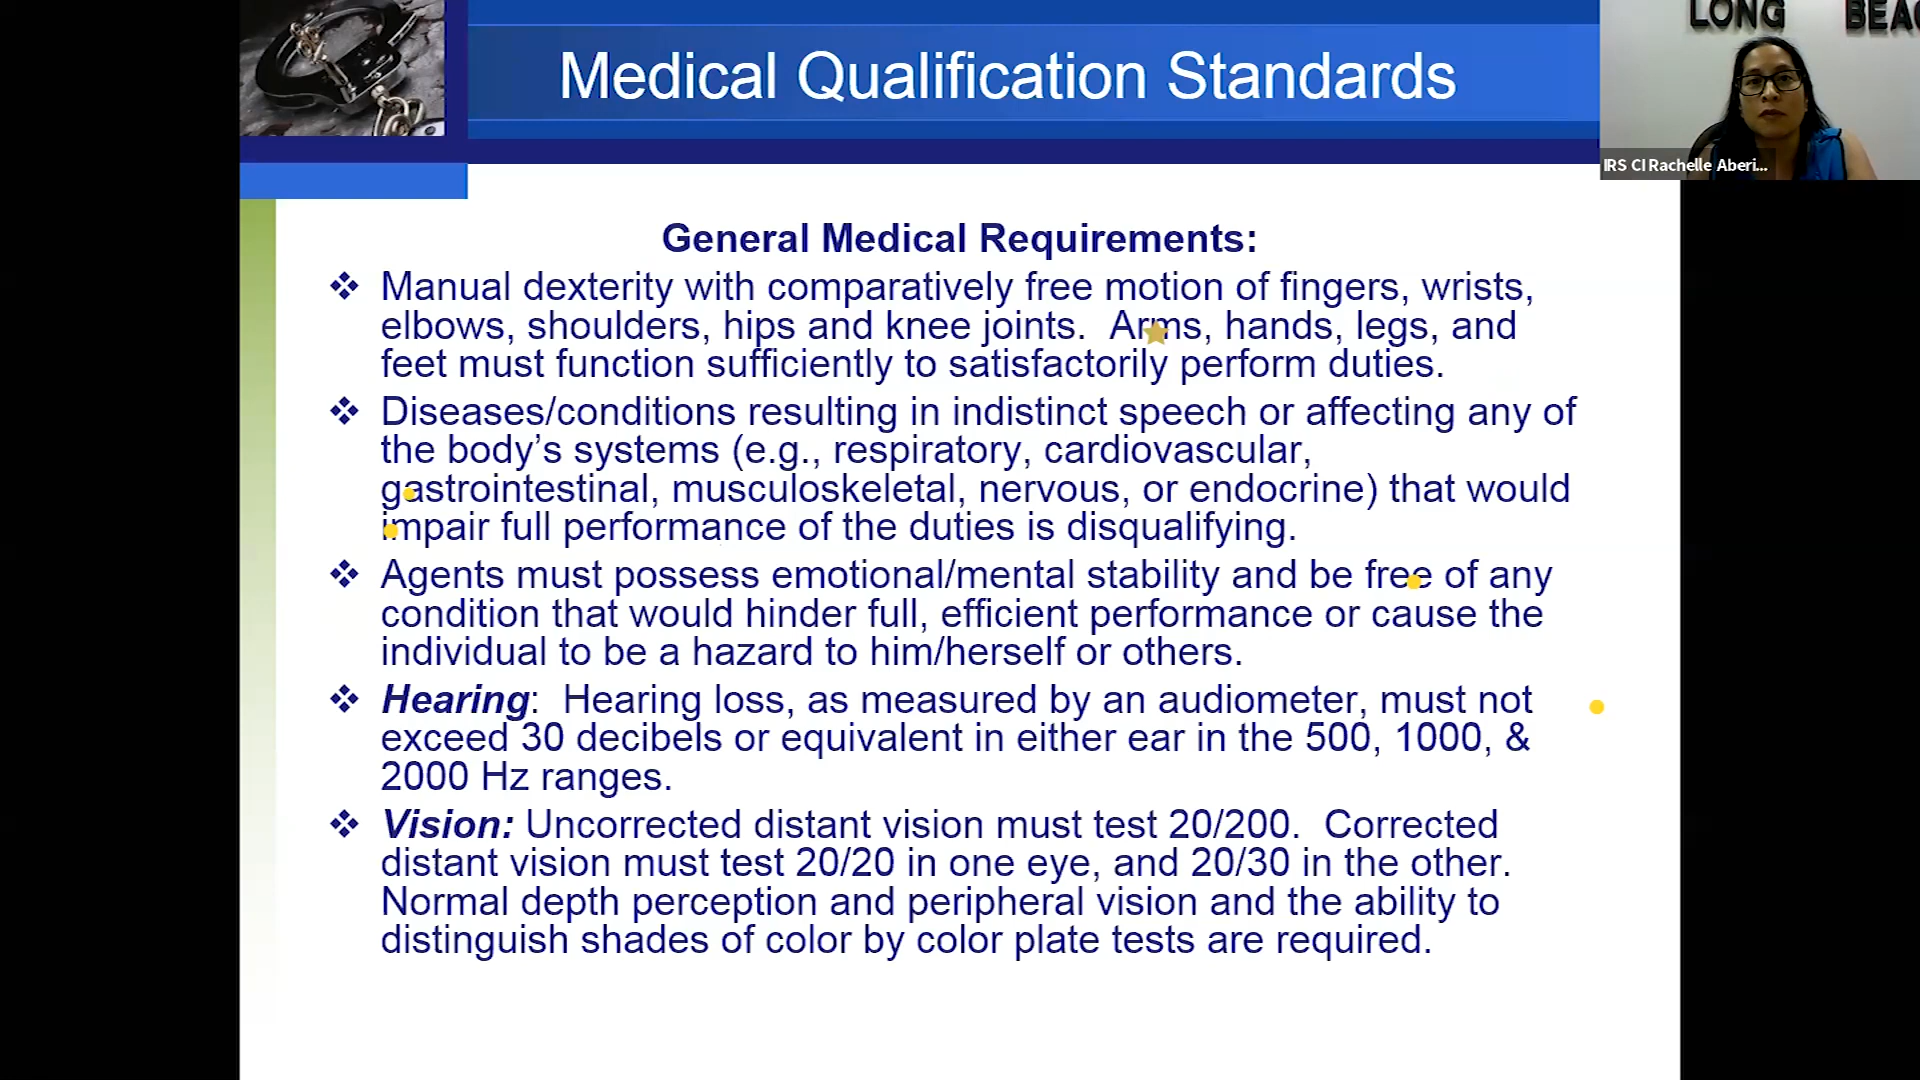 Medical Qualification Standards
LONG BEAC
IRS CI Rachelle Aberi...
General Medical Requirements:
Manual dexterity with comparatively free motion of fingers, wrists,
elbows, shoulders, hips and knee joints. Arms, hands, legs, and
feet must function sufficiently to satisfactorily perform duties.
Diseases/conditions resulting in indistinct speech or affecting any of
the body’s systems (e.g., respiratory, cardiovascular,
gastrointestinal, musculoskeletal, nervous, or endocrine) that would
impair full performance of the duties is disqualifying.
Agents must possess emotional/mental stability and be free of any
condition that would hinder full, efficient performance or cause the
individual to be a hazard to him/herself or others.
Hearing: Hearing loss, as measured by an audiometer, must not
exceed 30 decibels or equivalent in either ear in the 500, 1000, &
2000 Hz ranges.
Vision: Uncorrected distant vision must test 20/200. Corrected
distant vision must test 20/20 in one eye, and 20/30 in the other.
Normal depth perception and peripheral vision and the ability to
distinguish shades of color by color plate tests are required.